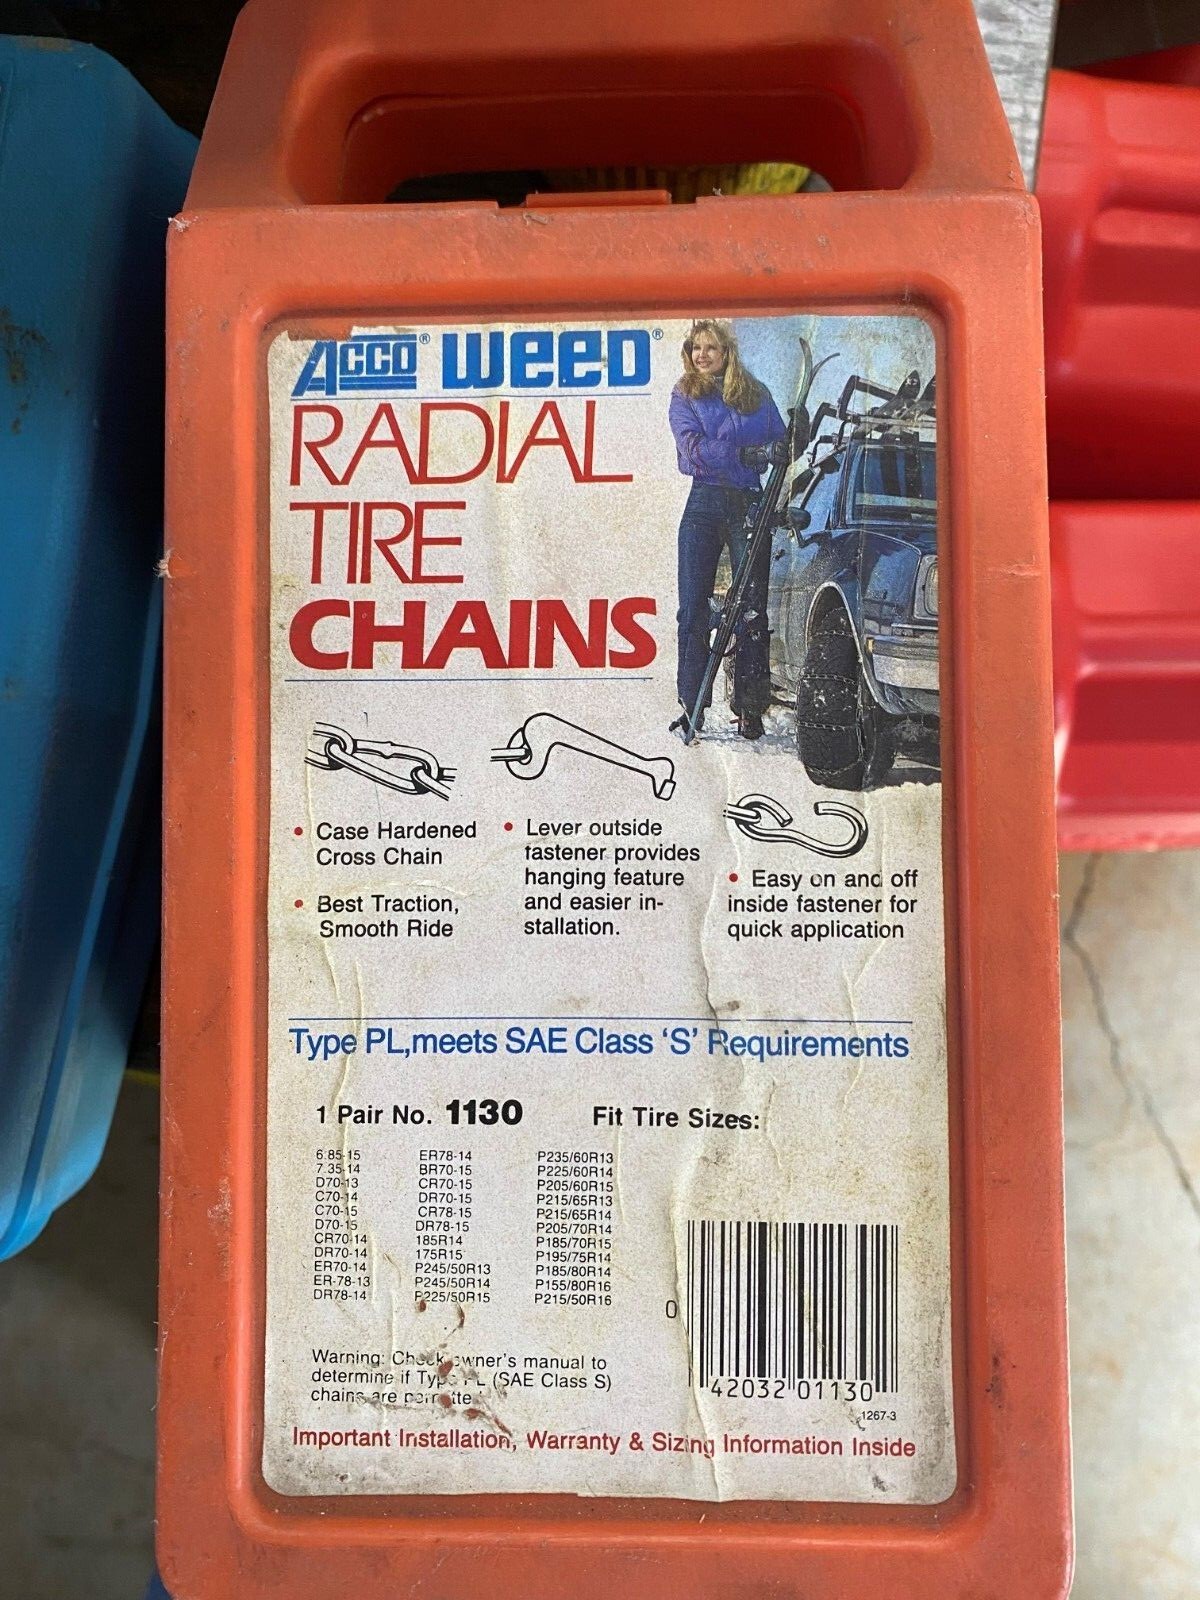 ACCO® WEED®
RADIAL
TIRE
CHAINS
• Case Hardened
Cross Chain
• Best Traction,
Smooth Ride
• Lever outside
fastener provides
hanging feature
and easier in-
stallation.
• Easy on and off
inside fastener for
quick application
Type PL, meets SAE Class ‘S’ Requirements
1 Pair No. 1130 Fit Tire Sizes:
6.85-15
7.35-14
D70-13
C70-14
C70-15
D70-15
CR70-14
DR70-14
ER70-14
ER-78-13
DR78-14
ER78-14
BR70-15
CR70-15
DR70-15
CR78-15
DR78-15
185R14
175R15
P245/50R13
P245/50R14
P225/50R15
P235/60R13
P225/60R14
P205/60R15
P215/65R13
P215/65R14
P205/70R14
P185/70R15
P195/75R14
P185/80R14
P155/80R16
P215/50R16
0 42032 01130
1267-3
Warning: Check owner's manual to
determine if Type PL (SAE Class S)
chains are
Important Installation, Warranty & Sizing Information Inside